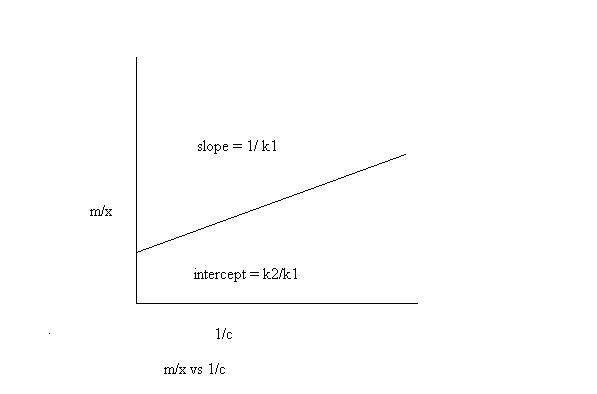 slope = 1/ k1
m/x
intercept = k2/k1
1/c
m/x vs 1/c